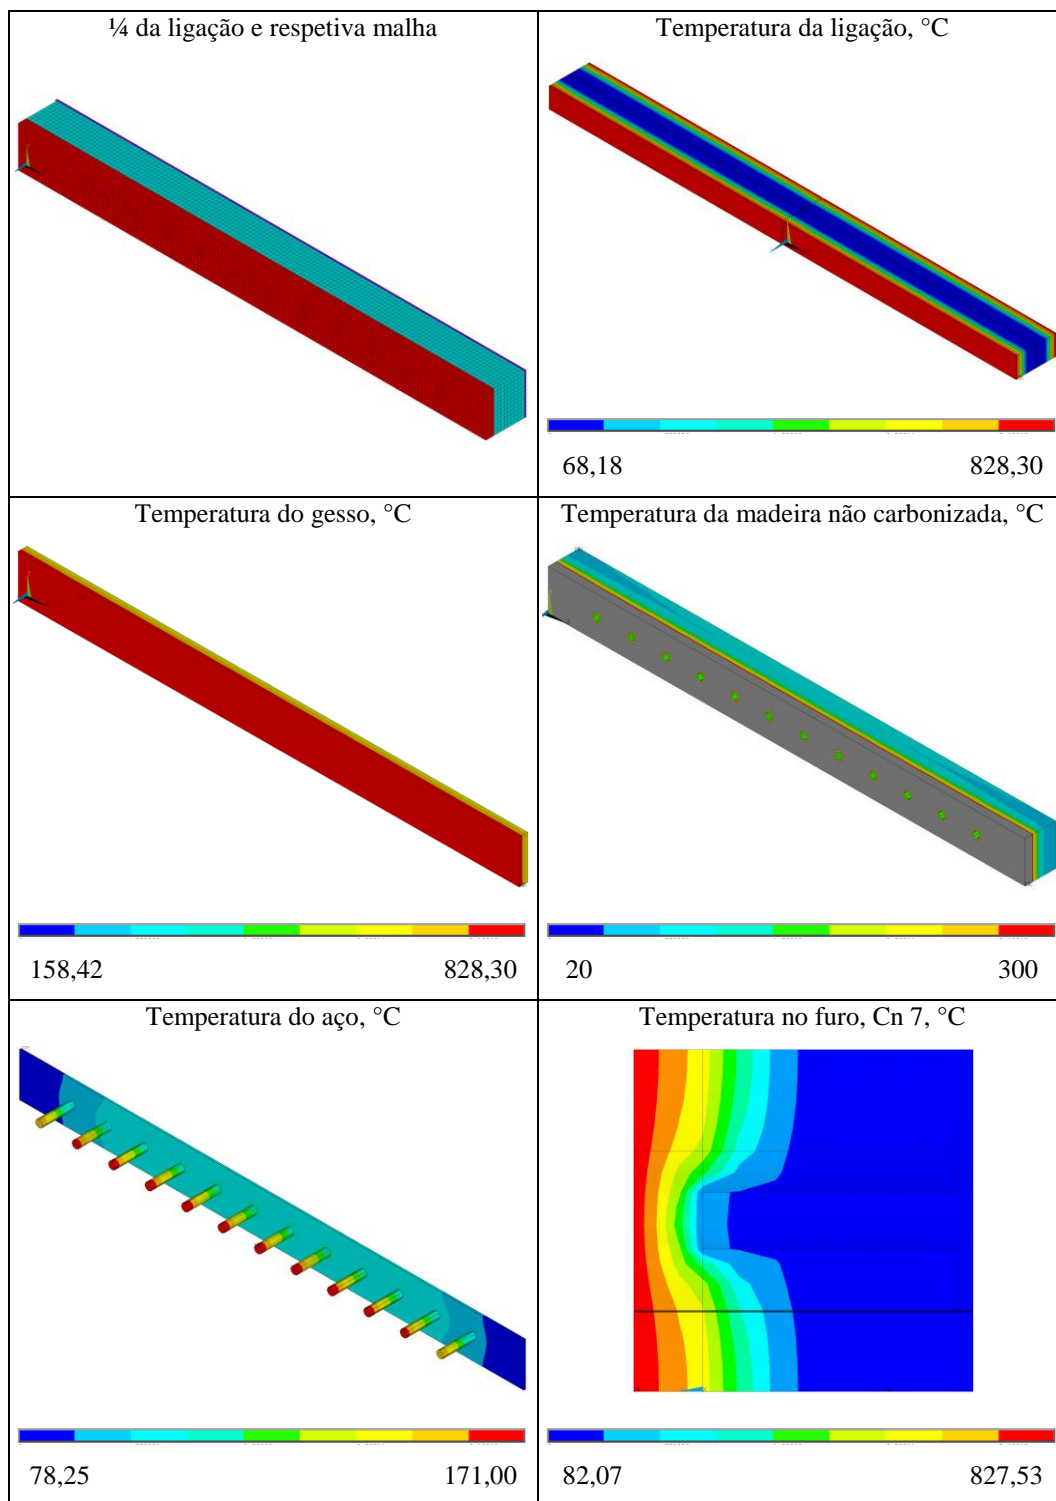 ¼ da ligação e respetiva malha
Temperatura da ligação, °C
68,18 828,30
Temperatura do gesso, °C
Temperatura da madeira não carbonizada, °C
158,42 828,30
20 300
Temperatura do aço, °C
Temperatura no furo, Cn 7, °C
78,25 171,00
82,07 827,53